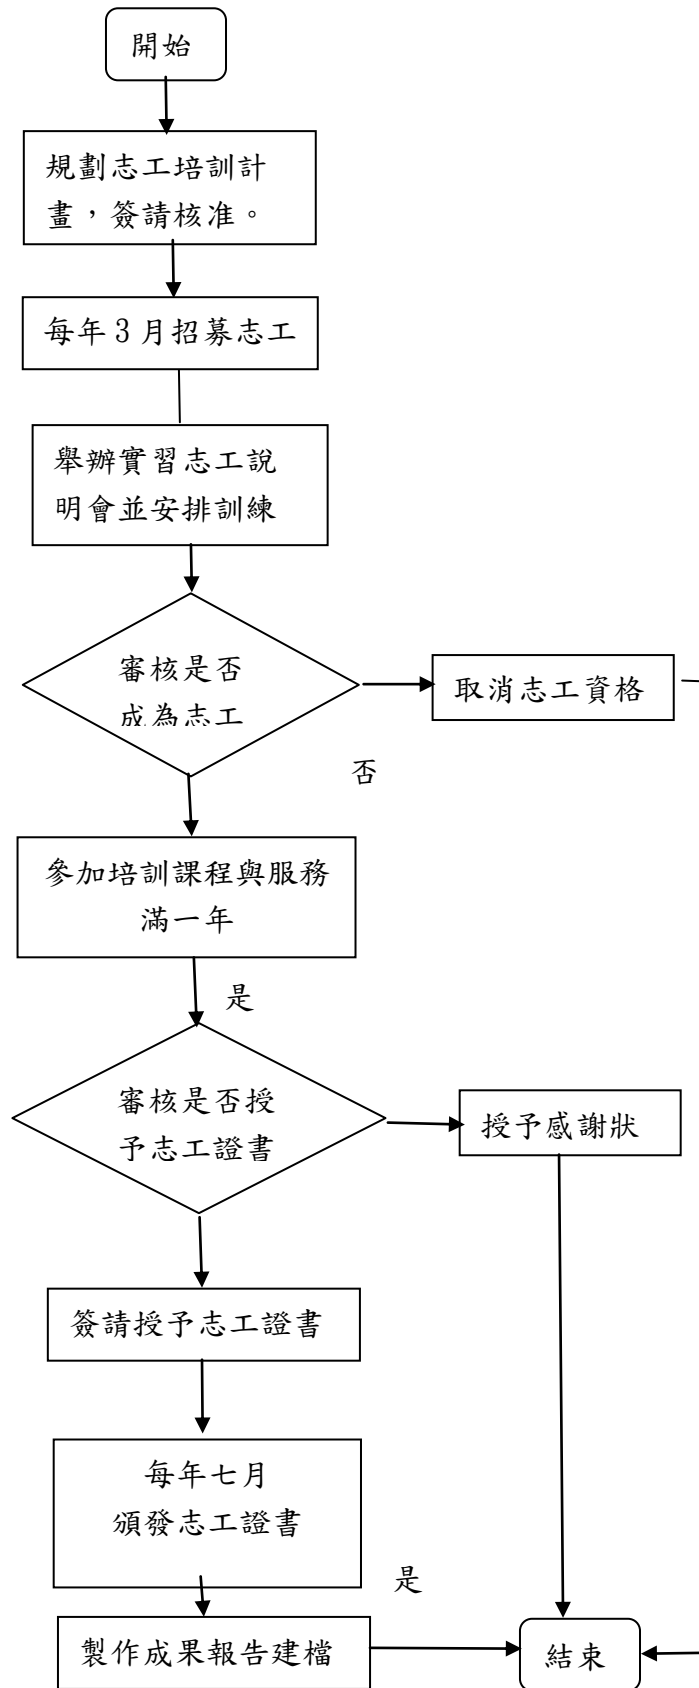 開始
規劃志工培訓計
畫，簽請核准。
每年3月招募志工
舉辦實習志工說
明會並安排訓練
審核是否
成為志工
取消志工資格
否
參加培訓課程與服務
滿一年
是
審核是否授
予志工證書
授予感謝狀
簽請授予志工證書
每年七月
頒發志工證書
是
製作成果報告建檔
結束